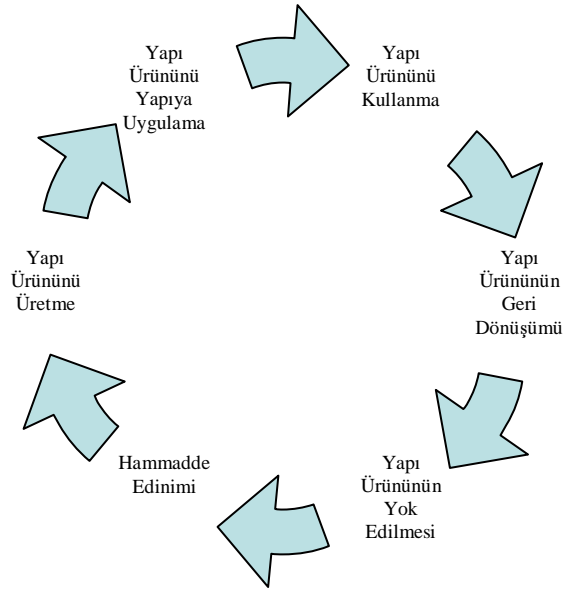 Yapı
Ürününü
Yapıya
Uygulama
Yapı
Ürününü
Kullanma
Yapı
Ürününü
Üretme
Yapı
Ürününün
Geri
Dönüşümü
Hammadde
Edinimi
Yapı
Ürününün
Yok
Edilmesi